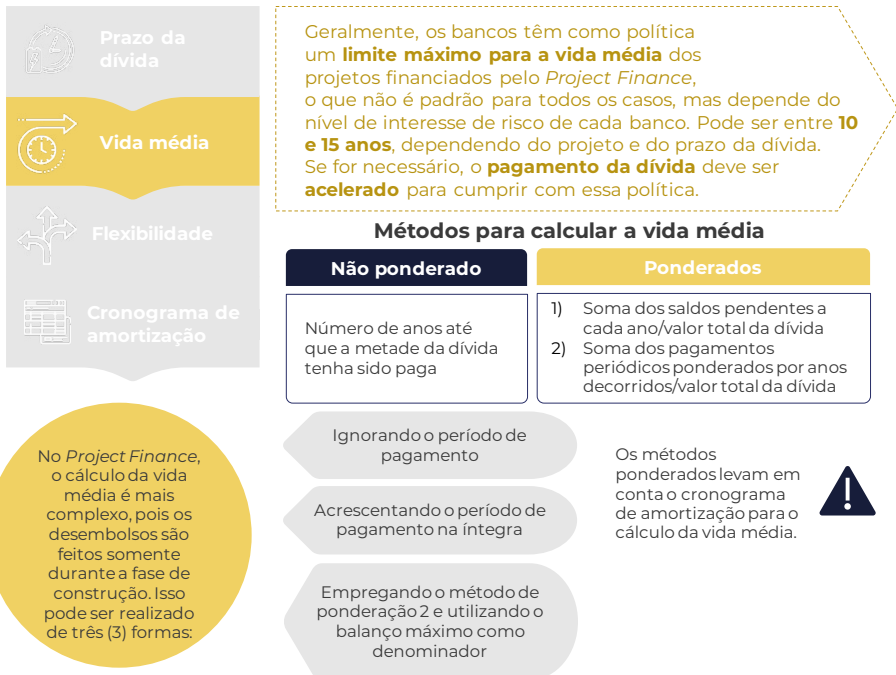 Prazo da
dívida
Vida média
Flexibilidade
Cronograma de
amortização
Geralmente, os bancos têm como política
um limite máximo para a vida média dos
projetos financiados pelo Project Finance,
o que não é padrão para todos os casos, mas depende do
nível de interesse de risco de cada banco. Pode ser entre 10
e 15 anos, dependendo do projeto e do prazo da dívida.
Se for necessário, o pagamento da dívida deve ser
acelerado para cumprir com essa política.
Métodos para calcular a vida média
Não ponderado
Número de anos até
que a metade da dívida
tenha sido paga
Ponderados
1) Soma dos saldos pendentes a
cada ano/valor total da dívida
2) Soma dos pagamentos
periódicos ponderados por anos
decorridos/valor total da dívida
No Project Finance,
o cálculo da vida
média é mais
complexo, pois os
desembolsos são
feitos somente
durante a fase de
construção. Isso
pode ser realizado
de três (3) formas:
Ignorando o período de
pagamento
Acrescentando o período de
pagamento na íntegra
Empregando o método de
ponderação 2 e utilizando o
balanço máximo como
denominador
Os métodos
ponderados levam em
conta o cronograma
de amortização para o
cálculo da vida média.